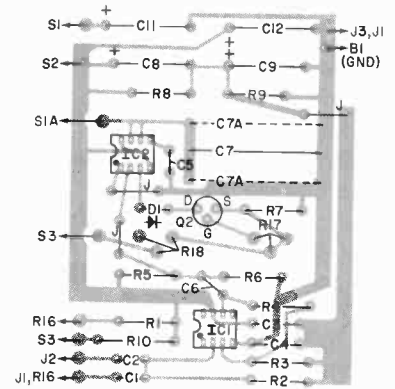 S1 + C11 C12 J3, J1
+ + B1
(GND)
S2 C8 C9
R8 R9 J
S1A C7A
IC2 C5 C7
C7A
J
D1 D S R7
Q2 R17
G
S3 J R18
R5 R6
C6
R16 R1 IC1
S3 R10 C4
J2 C2 R3
J1, R16 C1 R2